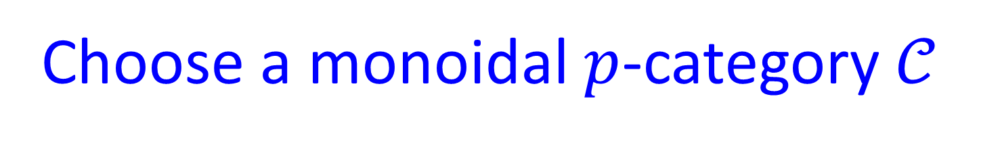 Choose a monoidal 𝑝-category 𝒞